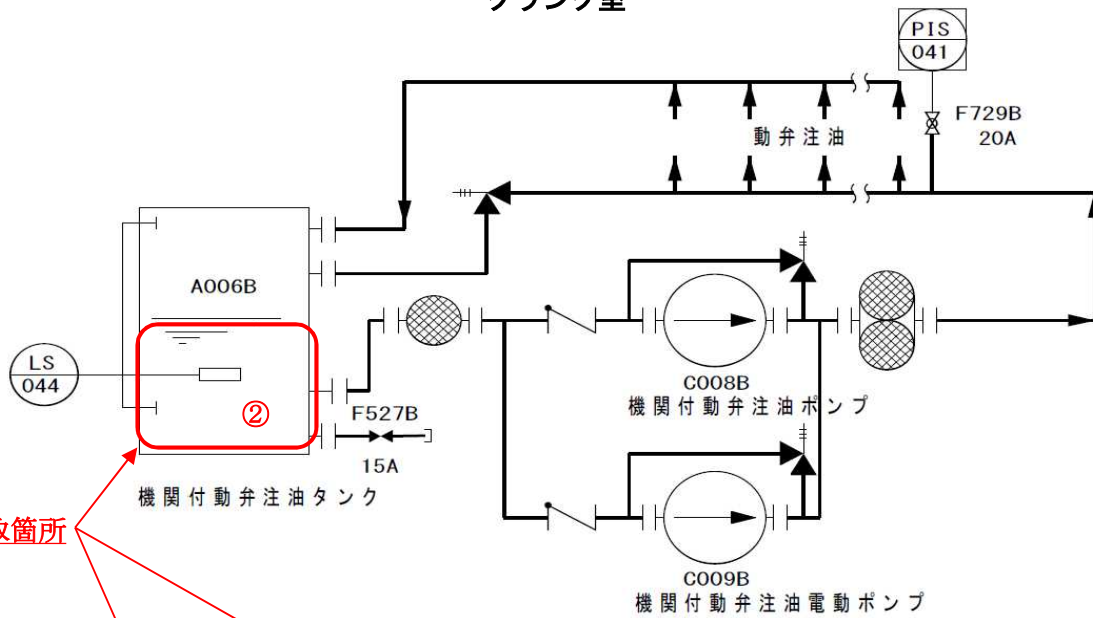 PIS
041
F729B
20A
動弁注油
A006B
LS
044
②
F527B
15A
C008B
機関付動弁注油ポンプ
機関付動弁注油タンク
箇所
C009B
機関付動弁注油電動ポンプ